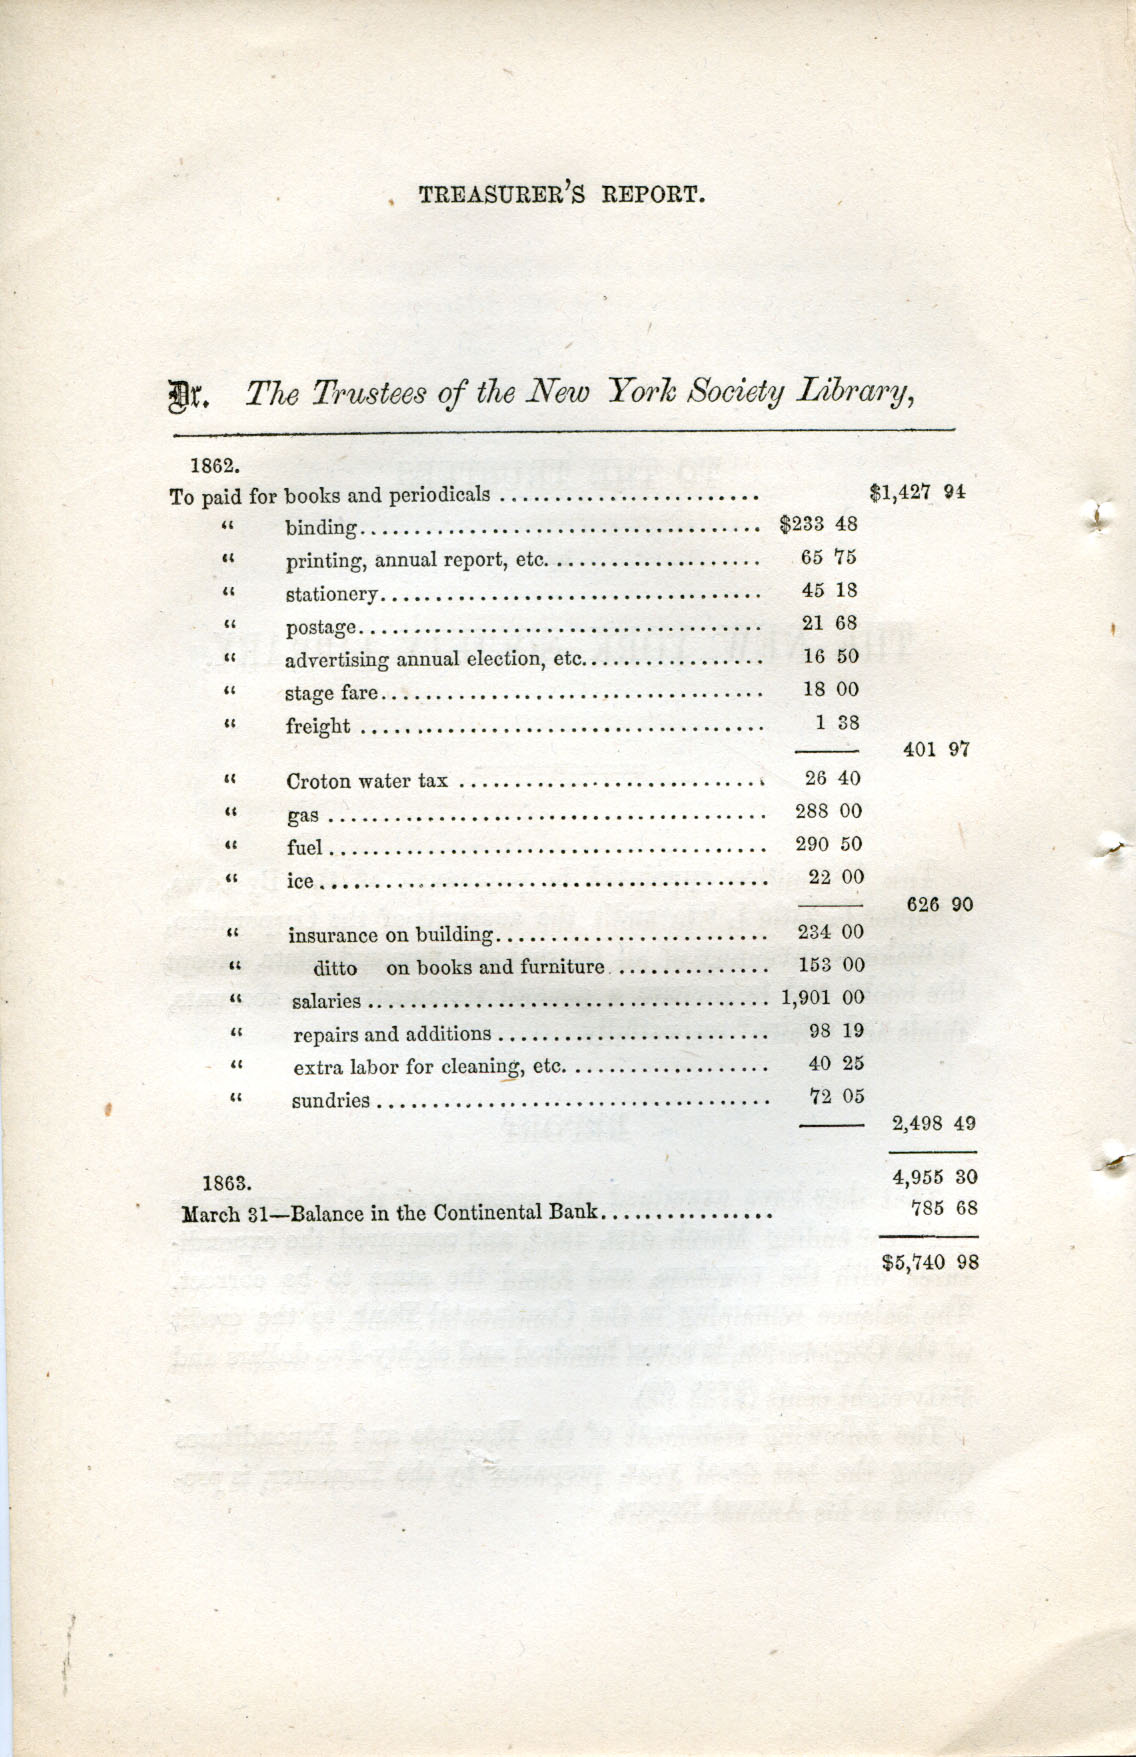 TREASURER'S REPORT.
Dr. The Trustees of the New York Society Library,
1862.
To paid for books and periodicals ........................ $1,427 94
“ binding..................................... $233 48
“ printing, annual report, etc.................... 65 75
“ stationery................................... 45 18
“ postage..................................... 21 68
“ advertising annual election, etc................. 16 50
“ stage fare................................... 18 00
“ freight ..................................... 1 38
401 97
“ Croton water tax ............................ 26 40
“ gas ........................................ 288 00
“ fuel........................................ 290 50
“ ice......................................... 22 00
626 90
“ insurance on building......................... 234 00
“ ditto on books and furniture............... 153 00
“ salaries ..................................... 1,901 00
“ repairs and additions ......................... 98 19
“ extra labor for cleaning, etc.................... 40 25
“ sundries .................................... 72 05
2,498 49
4,955 30
1863.
March 31—Balance in the Continental Bank................ 785 68
$5,740 98